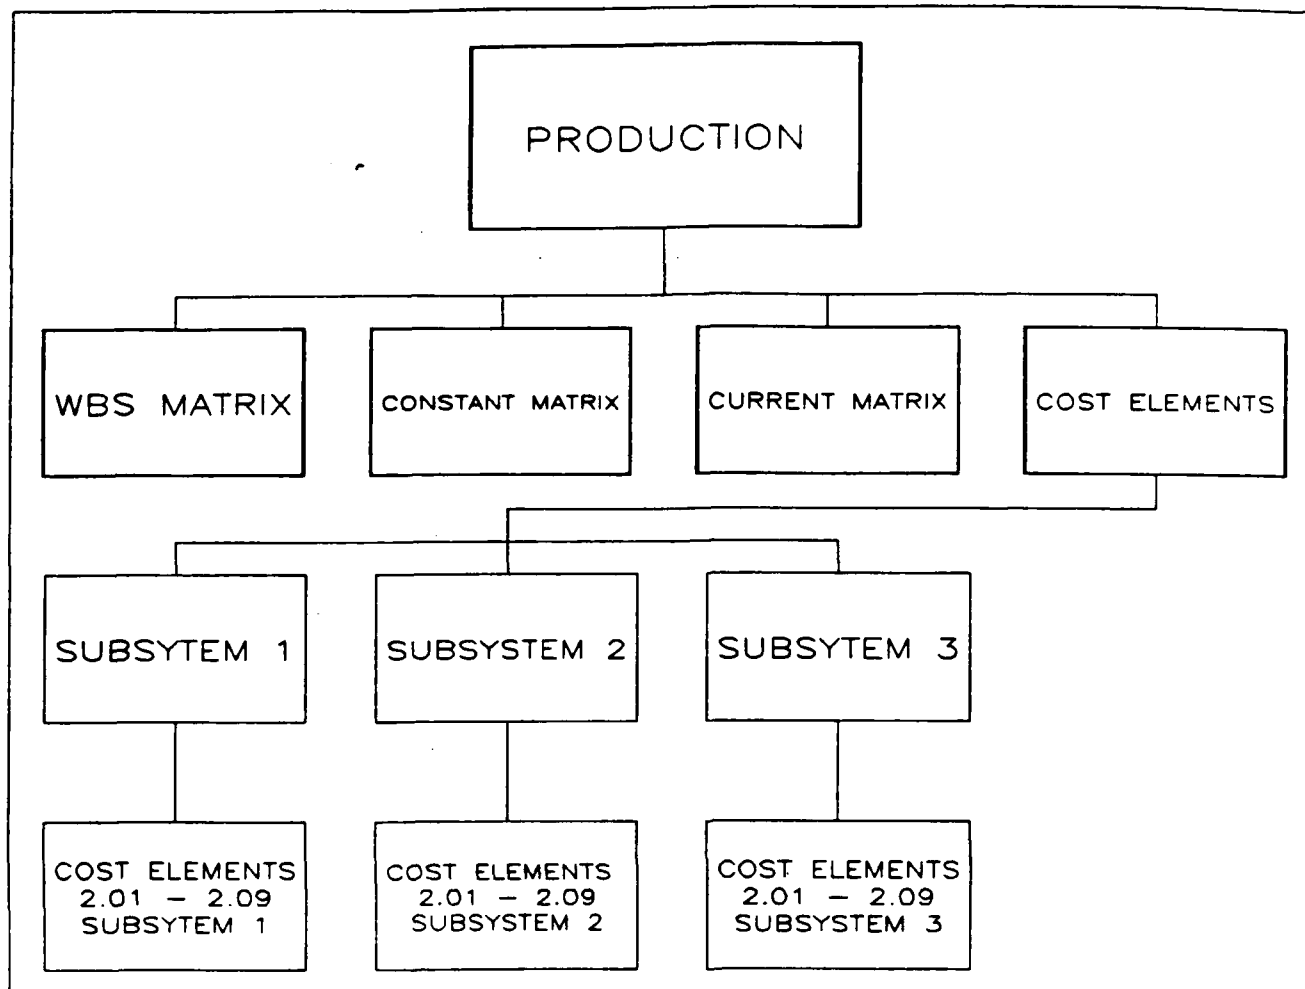 PRODUCTION
WBS MATRIX
CONSTANT MATRIX
CURRENT MATRIX
COST ELEMENTS
SUBSYTEM 1
SUBSYSTEM 2
SUBSYTEM 3
COST ELEMENTS
2.01 – 2.09
SUBSYTEM 1
COST ELEMENTS
2.01 – 2.09
SUBSYSTEM 2
COST ELEMENTS
2.01 – 2.09
SUBSYSTEM 3